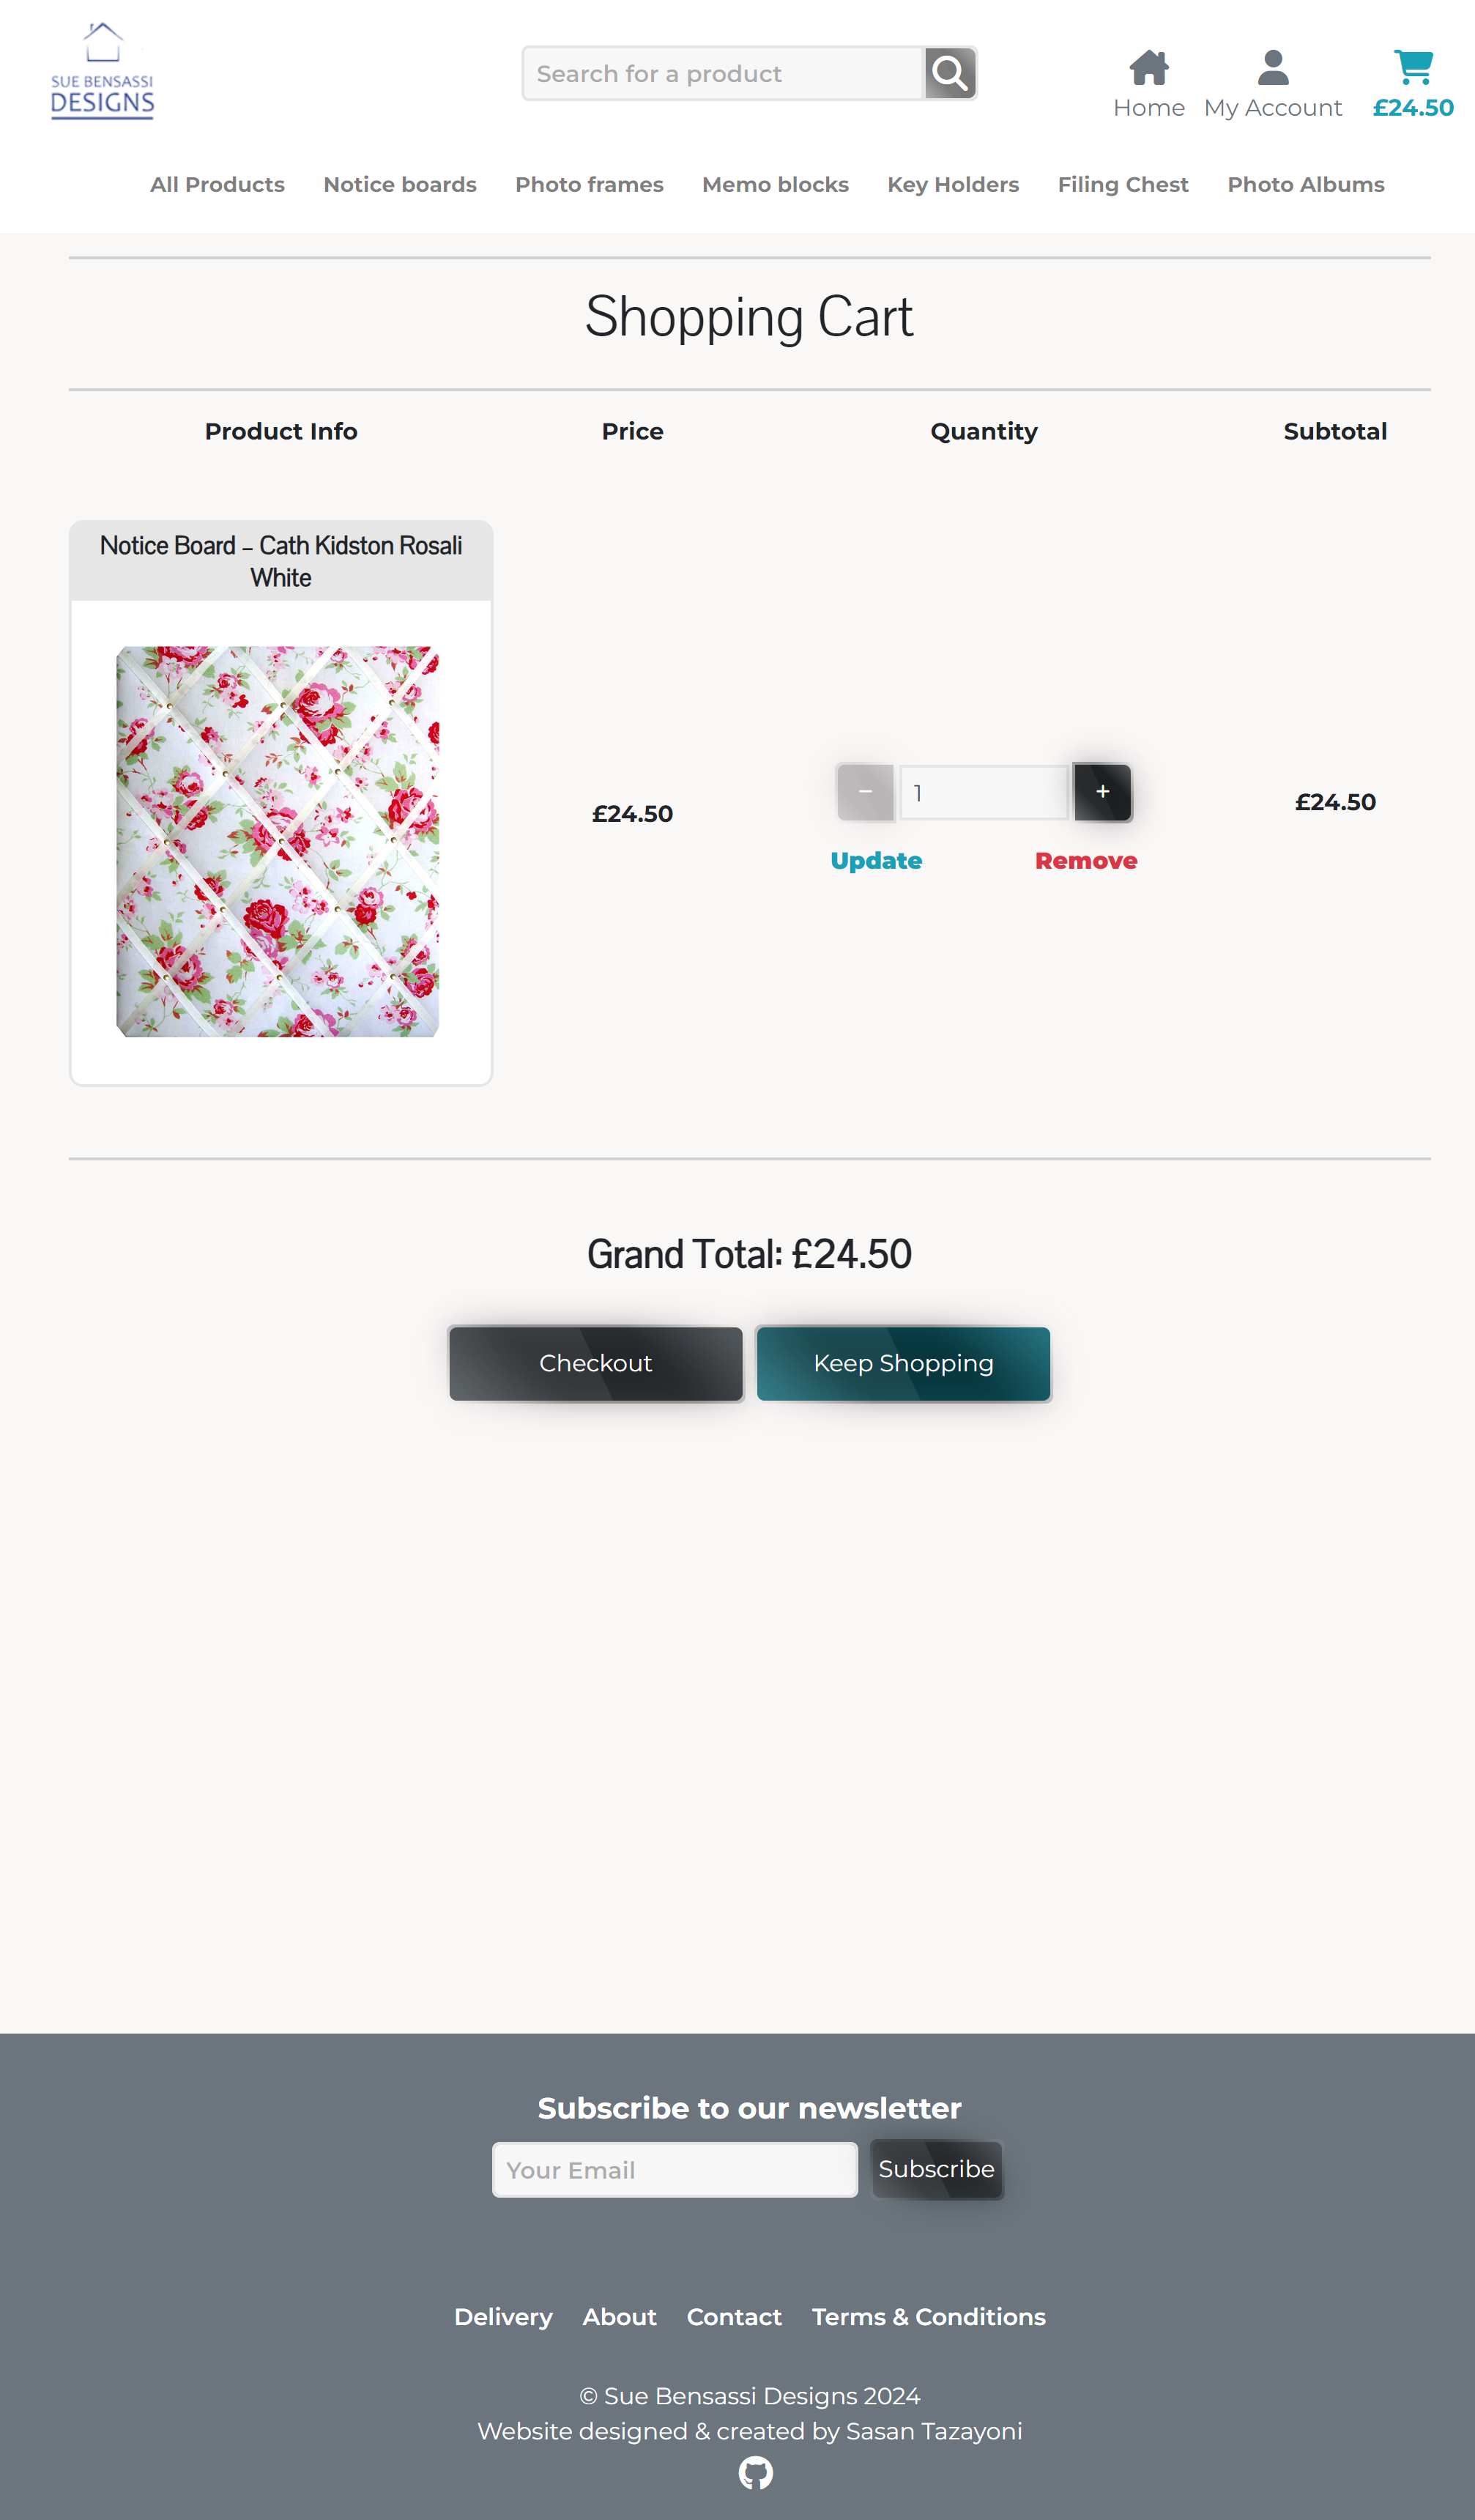 SUE BENSASSI
DESIGNS
Search for a product
Home
My Account
£24.50
All Products
Notice boards
Photo frames
Memo blocks
Key Holders
Filing Chest
Photo Albums
Shopping Cart
Product Info
Price
Quantity
Subtotal
Notice Board – Cath Kidston Rosali
White
£24.50
−
1
+
Update
Remove
£24.50
Grand Total: £24.50
Checkout
Keep Shopping
Subscribe to our newsletter
Your Email
Subscribe
Delivery
About
Contact
Terms & Conditions
© Sue Bensassi Designs 2024
Website designed & created by Sasan Tazayoni